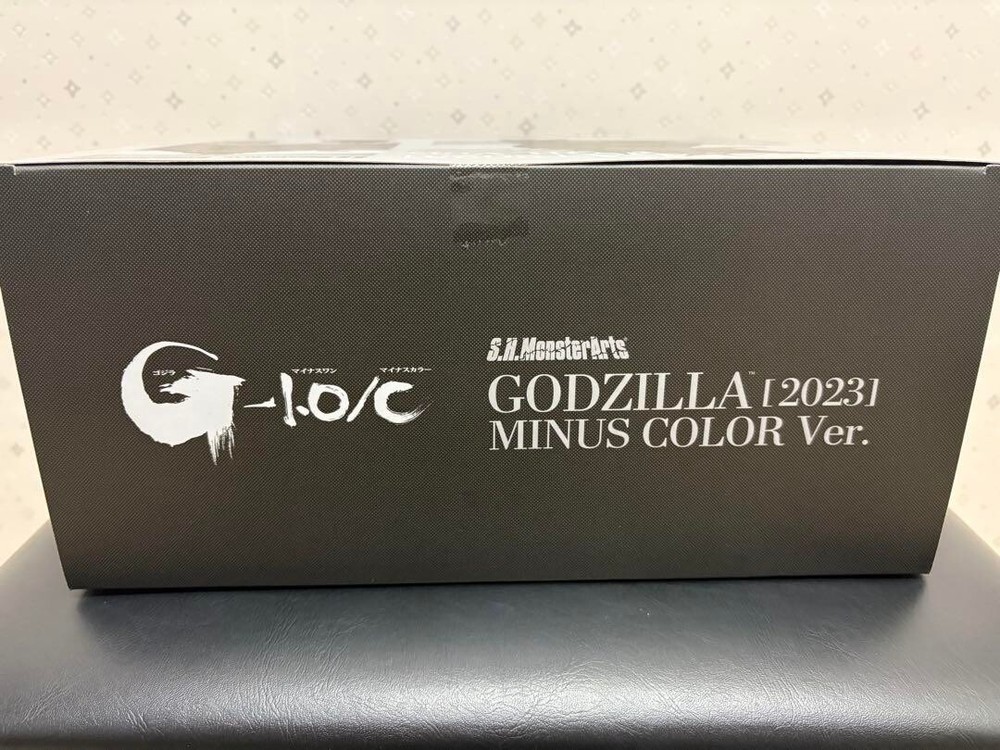 ゴジラ マイナスワン マイナスカラー
G-1.0/C
S.H.MonsterArts
GODZILLA™ [2023]
MINUS COLOR Ver.